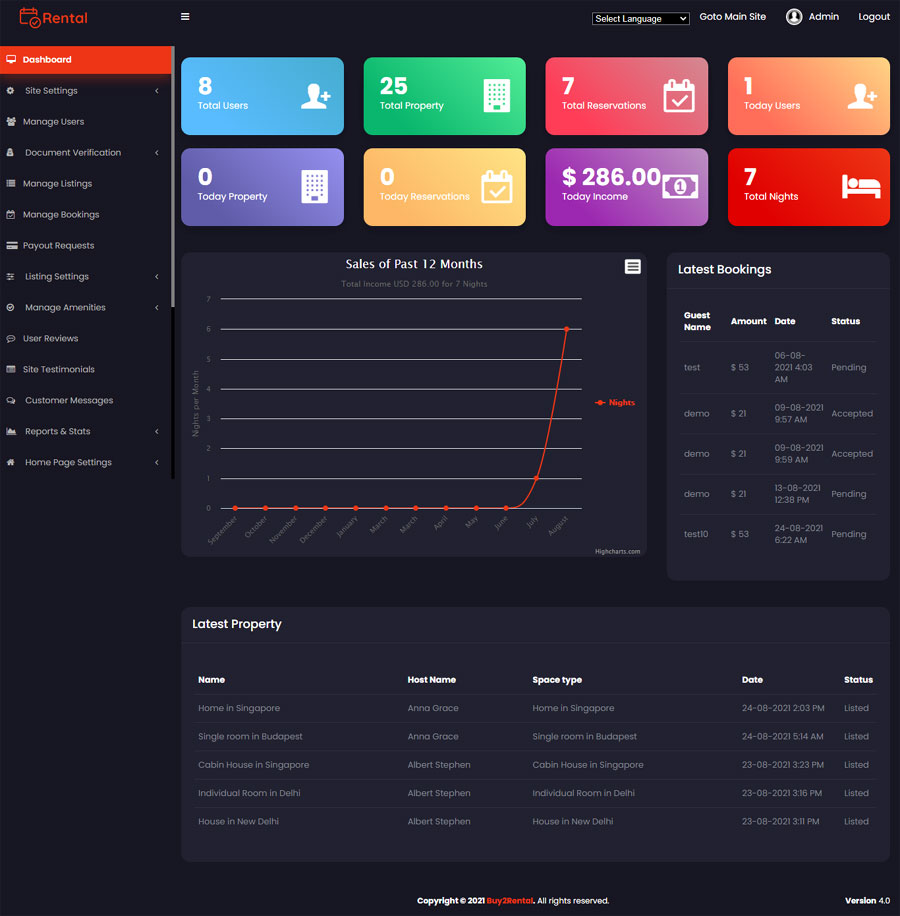 Rental
Select Language
Goto Main Site
Admin
Logout
Dashboard
Site Settings
Manage Users
Document Verification
Manage Listings
Manage Bookings
Payout Requests
Listing Settings
Manage Amenities
User Reviews
Site Testimonials
Customer Messages
Reports & Stats
Home Page Settings
8
Total Users
25
Total Property
7
Total Reservations
1
Today Users
0
Today Property
0
Today Reservations
$ 286.00
Today Income
7
Total Nights
Sales of Past 12 Months
Total Income USD 286.00 for 7 Nights
Nights per Month
7
6
5
4
3
2
1
0
September
October
November
December
January
March
March
April
May
June
July
August
Nights
Highcharts.com
Latest Bookings
Guest Name Amount Date Status
test $ 53 06-08-2021 4:03 AM Pending
demo $ 21 09-08-2021 9:57 AM Accepted
demo $ 21 09-08-2021 9:59 AM Accepted
demo $ 21 13-08-2021 12:38 PM Pending
test10 $ 53 24-08-2021 6:22 AM Pending
Latest Property
Name Host Name Space type Date Status
Home in Singapore Anna Grace Home in Singapore 24-08-2021 2:03 PM Listed
Single room in Budapest Anna Grace Single room in Budapest 24-08-2021 5:14 AM Listed
Cabin House in Singapore Albert Stephen Cabin House in Singapore 23-08-2021 3:23 PM Listed
Individual Room in Delhi Albert Stephen Individual Room in Delhi 23-08-2021 3:16 PM Listed
House in New Delhi Albert Stephen House in New Delhi 23-08-2021 3:11 PM Listed
Copyright © 2021 Buy2Rental. All rights reserved.
Version 4.0